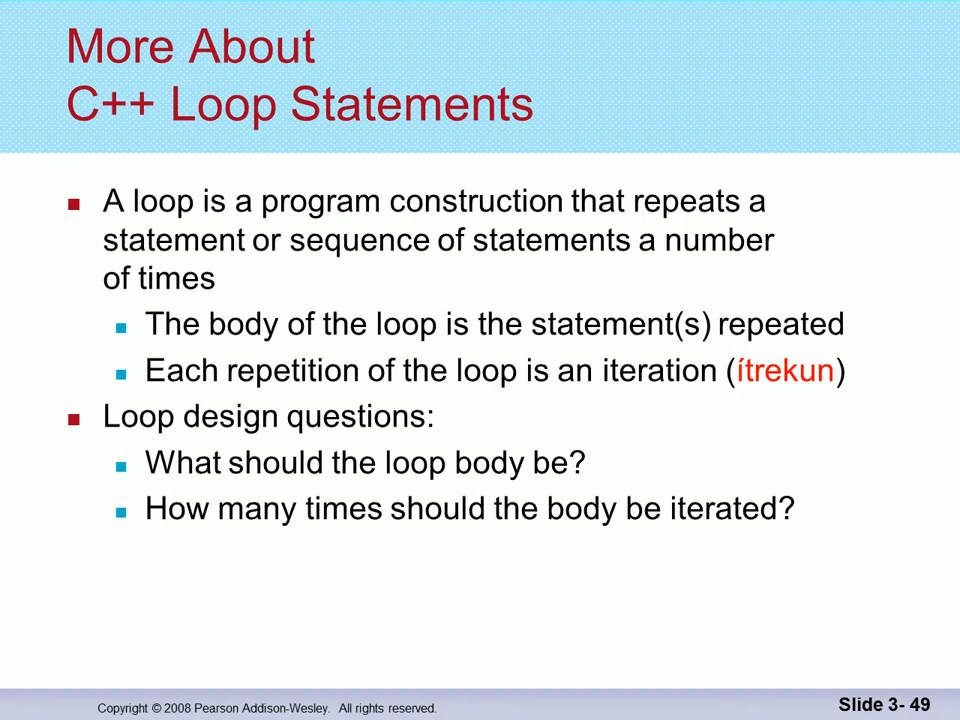 More About
C++ Loop Statements
A loop is a program construction that repeats a
statement or sequence of statements a number
of times
The body of the loop is the statement(s) repeated
Each repetition of the loop is an iteration (ítrekun)
Loop design questions:
What should the loop body be?
How many times should the body be iterated?
Copyright © 2008 Pearson Addison-Wesley. All rights reserved.
Slide 3- 49